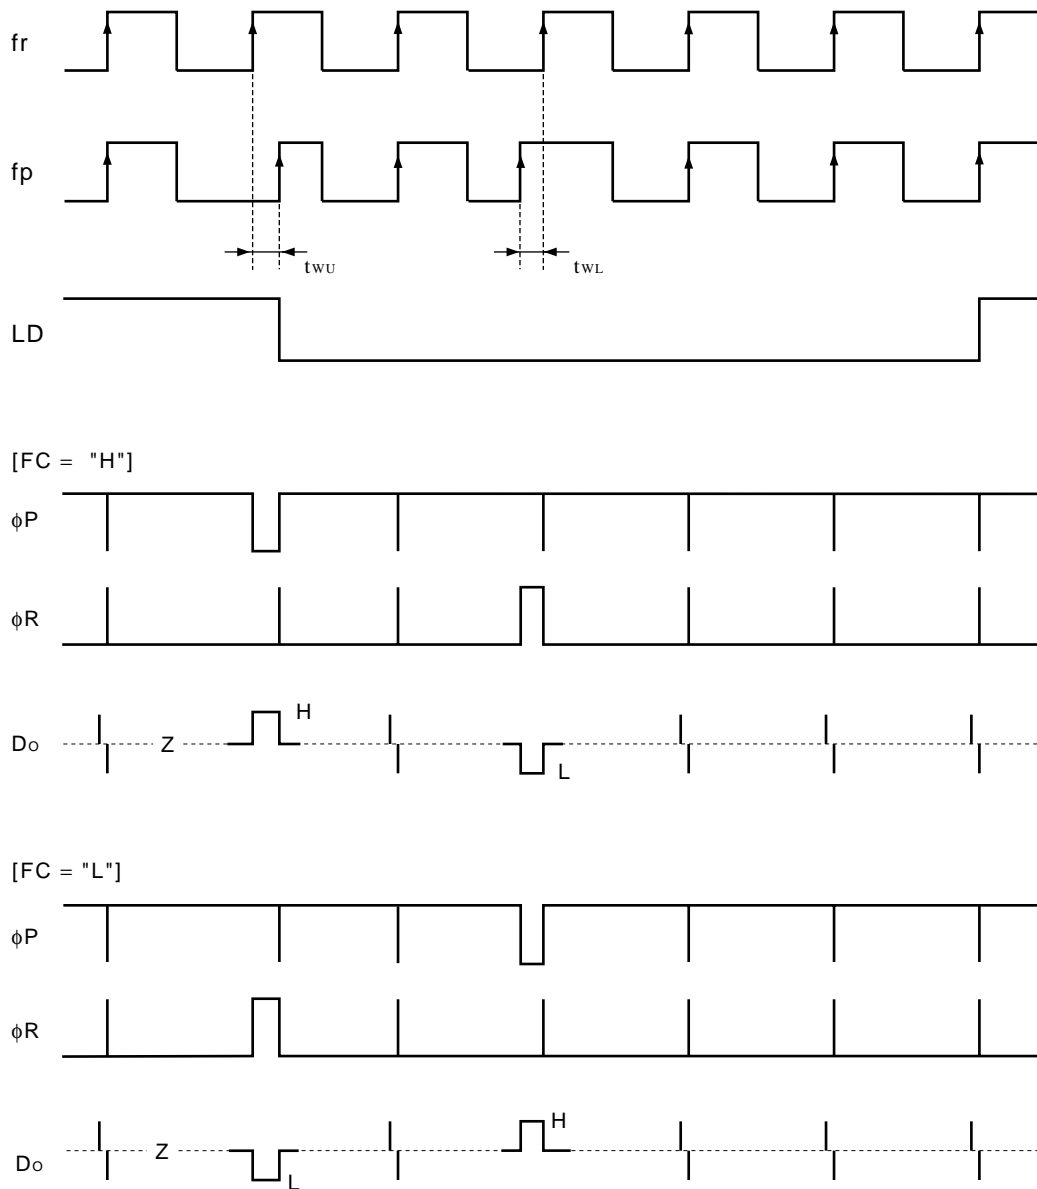 fr
fp
tWU
tWL
LD
[FC = "H"]
ϕP
ϕR
H
Do
Z
L
[FC = "L"]
ϕP
ϕR
H
Z
Do
L